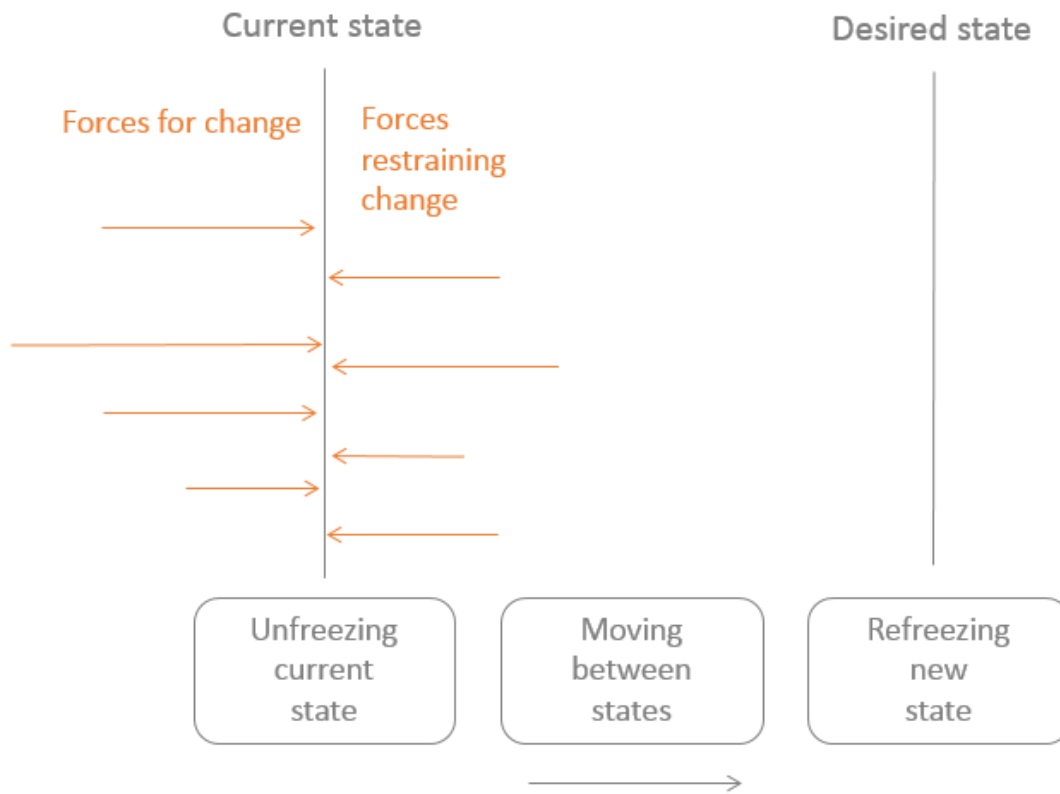 Current state
Desired state
Forces for change
Forces
restraining
change
Unfreezing
current
state
Moving
between
states
Refreezing
new
state